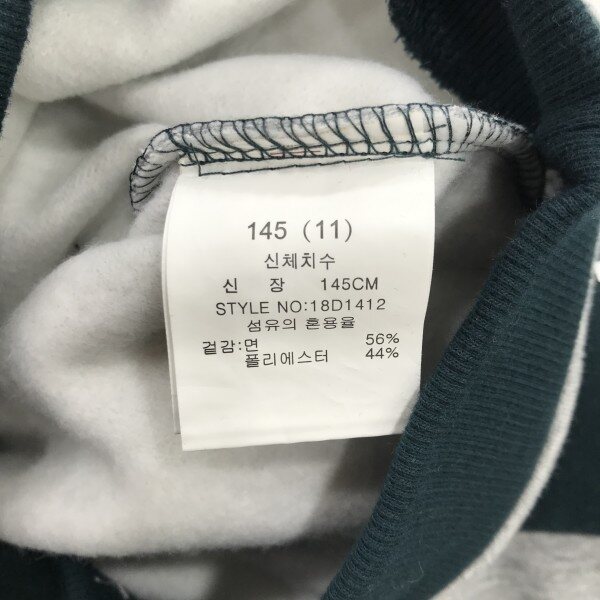 145 (11)
신체치수
신 장 145CM
STYLE NO:18D1412
섬유의 혼용율
겉감:면 56%
폴리에스터 44%